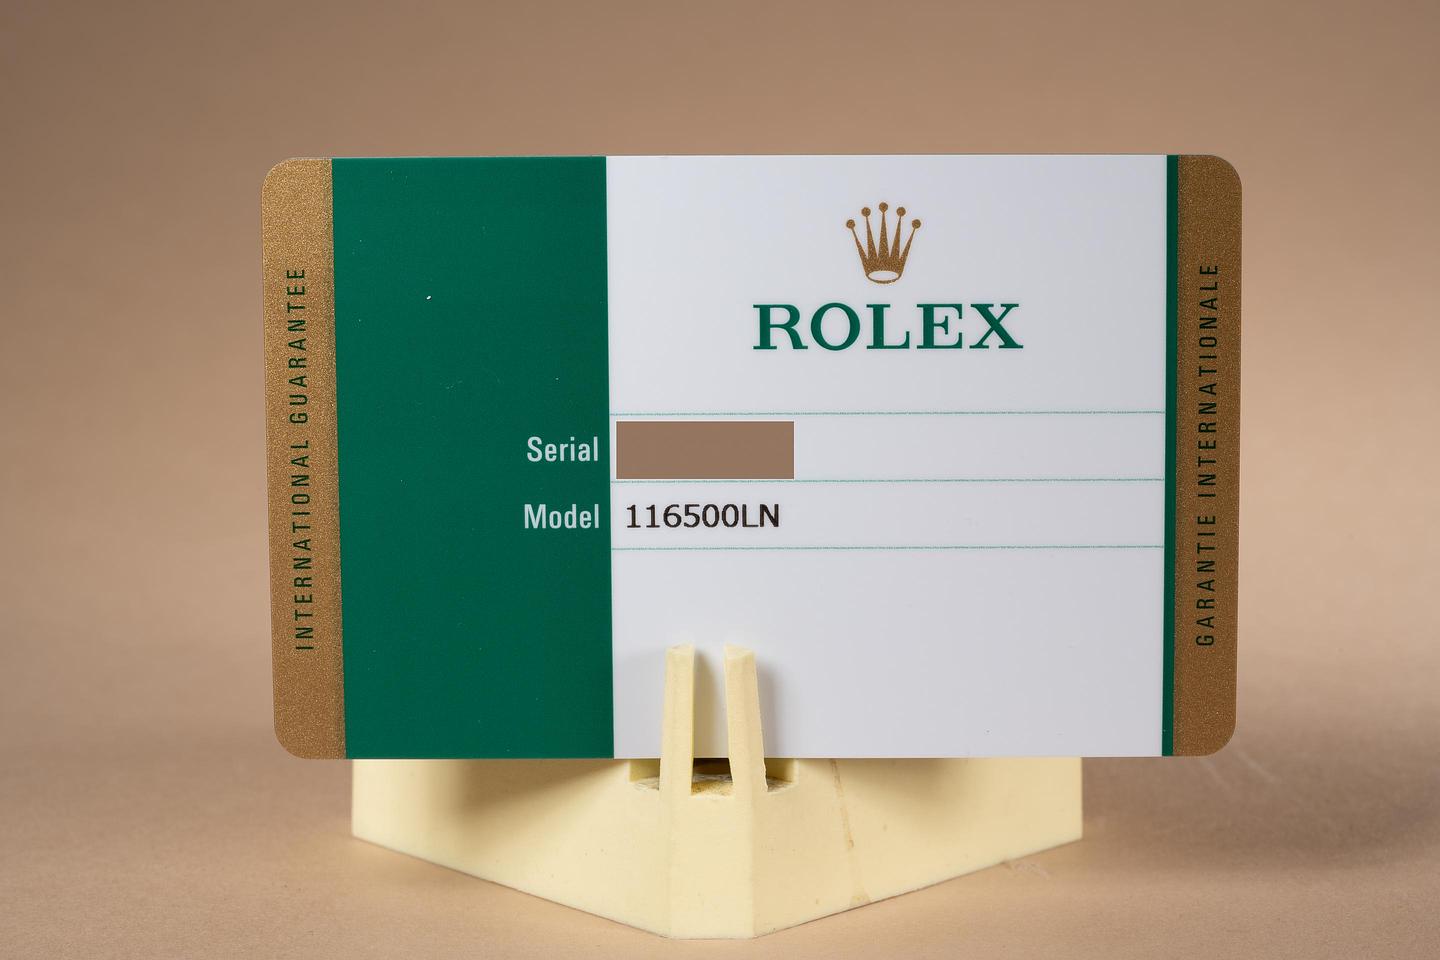 INTERNATIONAL GUARANTEE
ROLEX
Serial
Model 116500LN
GARANTIE INTERNATIONALE